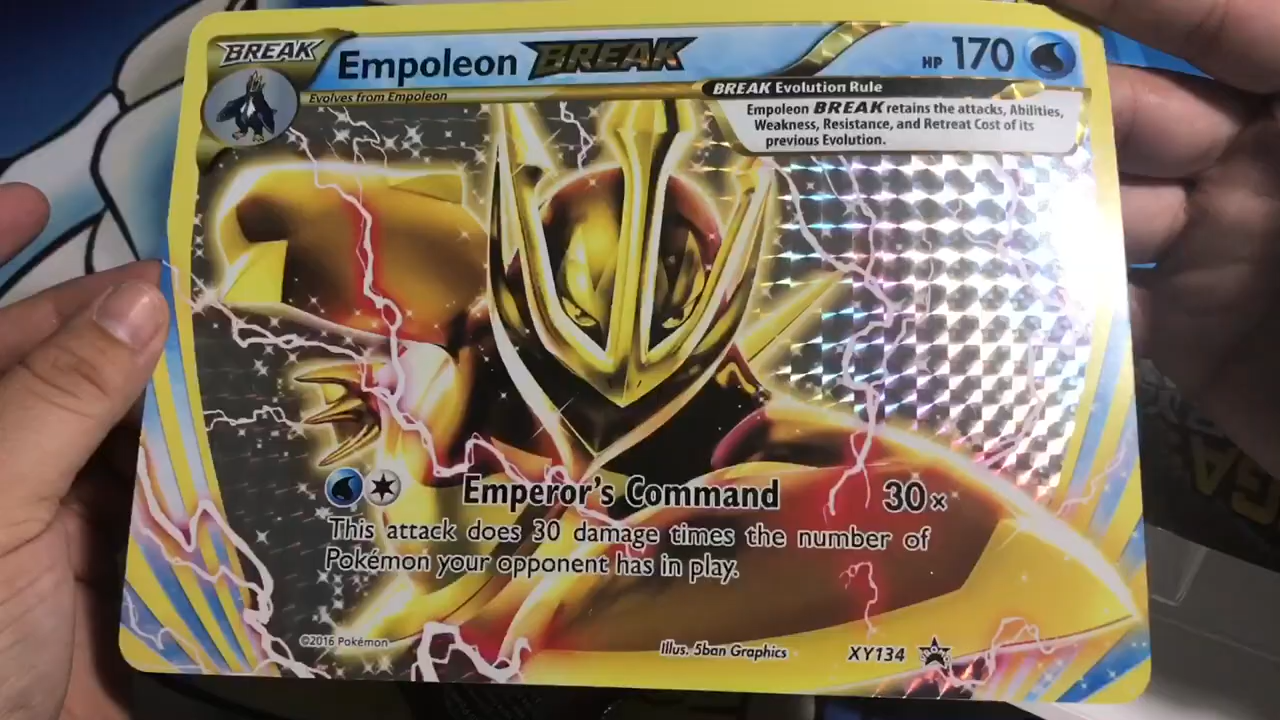 BREAK
Empoleon BREAK
HP 170
Evolves from Empoleon
BREAK Evolution Rule
Empoleon BREAK retains the attacks, Abilities,
Weakness, Resistance, and Retreat Cost of its
previous Evolution.
Emperor's Command 30×
This attack does 30 damage times the number of
Pokémon your opponent has in play.
©2016 Pokémon
Illus. 5ban Graphics
XY134